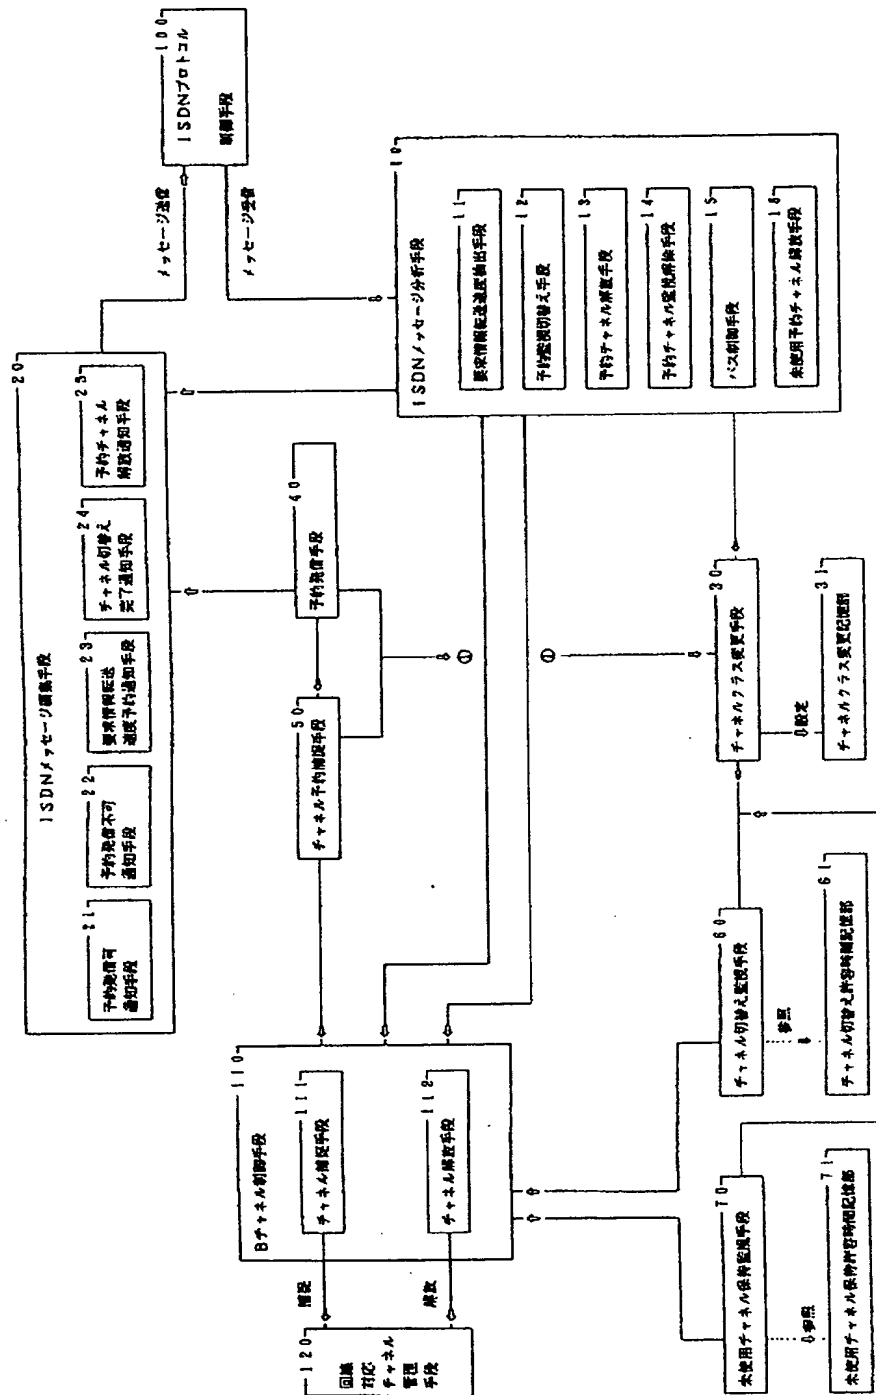 100
ISDNプロトコル
制御手段
メッセージ送信
メッセージ受信
20
ISDNメッセージ編集手段
21
予約発信可
通知手段
22
予約発信不可
通知手段
23
要求情報転送
速度予約通知手段
24
チャネル切替え
完了通知手段
25
予約チャネル
解放通知手段
10
ISDNメッセージ分析手段
11
要求情報転送速度抽出手段
12
予約監視切替え手段
13
予約チャネル解放手段
14
予約チャネル監視解除手段
15
パス制御手段
16
未使用予約チャネル解放手段
40
予約発信手段
50
チャネル予約捕捉手段
①
①
30
チャネルクラス変更手段
設定
31
チャネルクラス変更記憶部
110
Bチャネル制御手段
111
チャネル捕捉手段
112
チャネル解放手段
捕捉
解放
120
回線
対応
チャネル
管理
手段
60
チャネル切替え監視手段
参照
61
チャネル切替え許容時間記憶部
70
未使用チャネル保持監視手段
参照
71
未使用チャネル保持許容時間記憶部